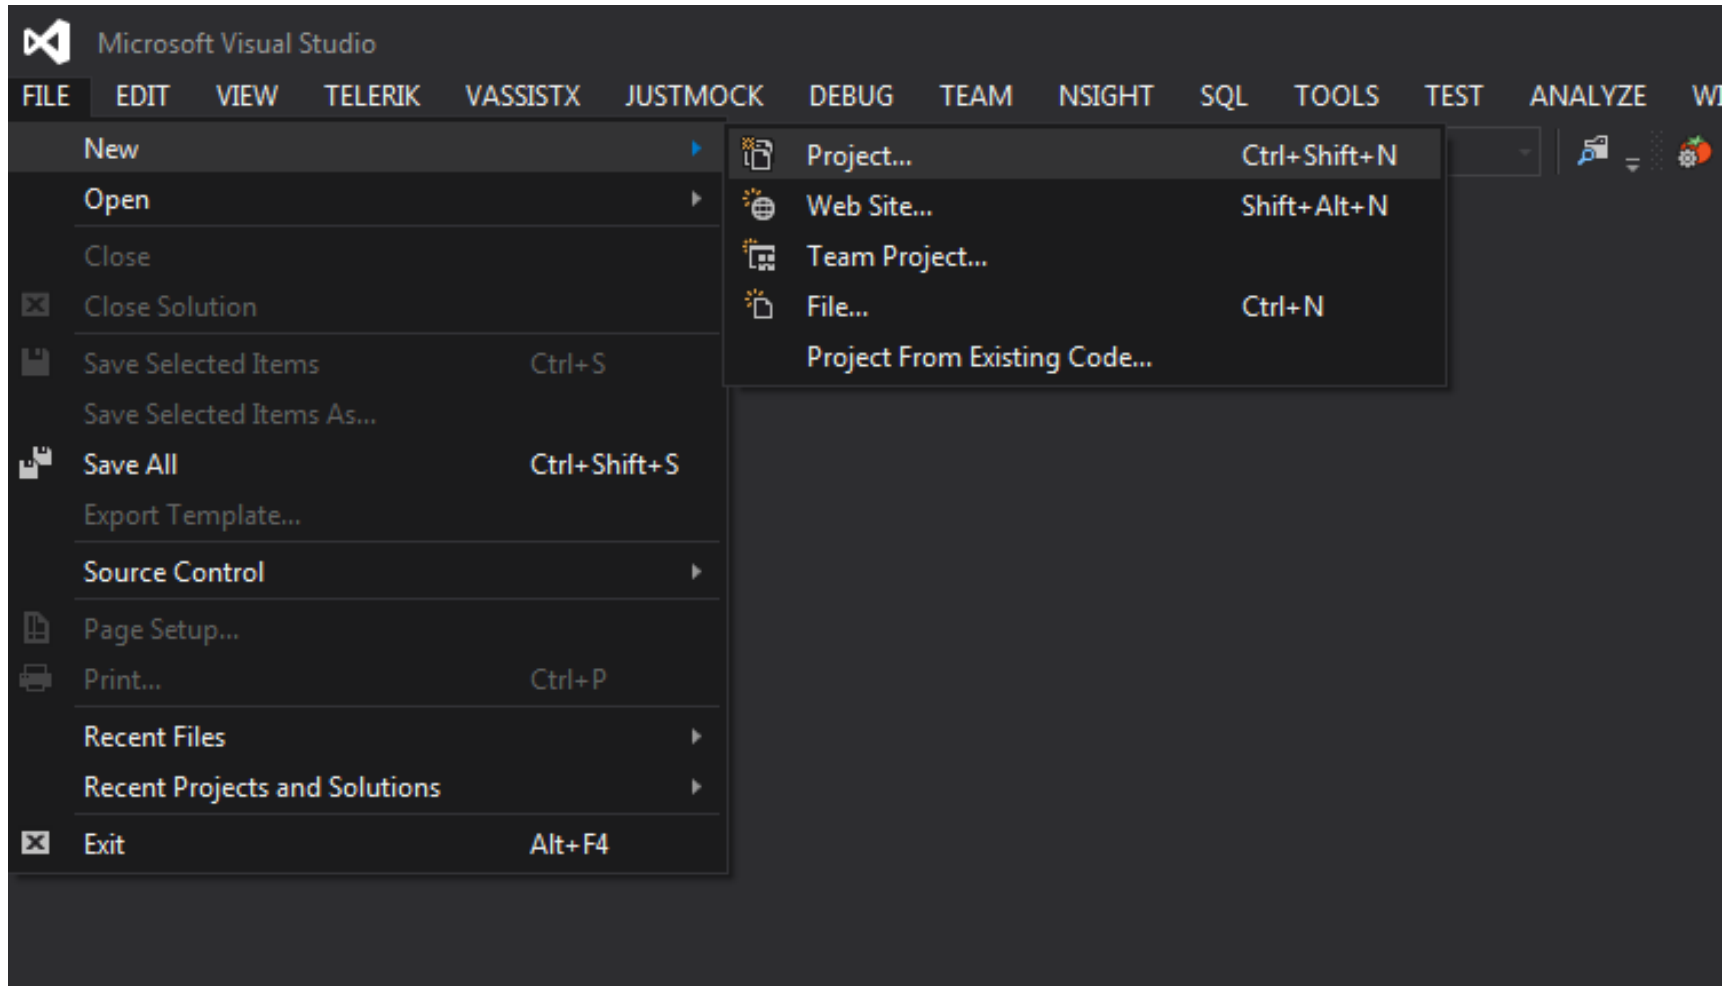 Microsoft Visual Studio
FILE EDIT VIEW TELERIK VASSISTX JUSTMOCK DEBUG TEAM NSIGHT SQL TOOLS TEST ANALYZE
New
Open
Close
Close Solution
Save Selected Items Ctrl+S
Save Selected Items As...
Save All Ctrl+Shift+S
Export Template...
Source Control
Page Setup...
Print... Ctrl+P
Recent Files
Recent Projects and Solutions
Exit Alt+F4
Project... Ctrl+Shift+N
Web Site... Shift+Alt+N
Team Project...
File... Ctrl+N
Project From Existing Code...